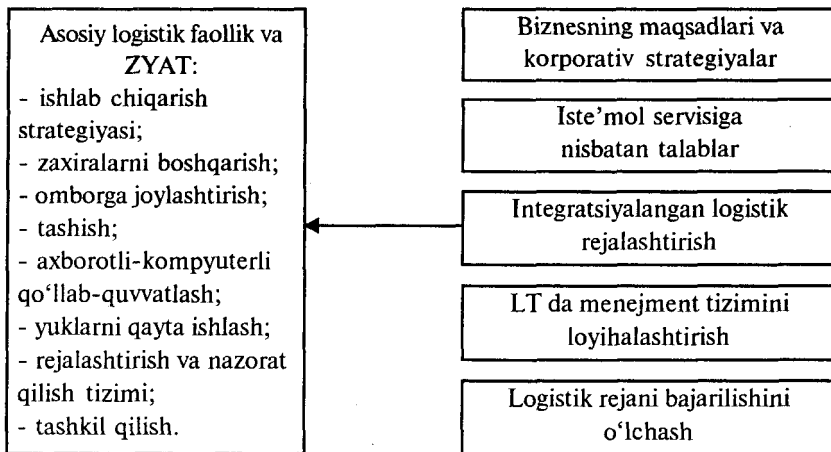 Asosiy logistik faollik va
ZYAT:
- ishlab chiqarish
strategiyasi;
- zaxiralarni boshqarish;
- omborga joylashtirish;
- tashish;
- axborotli-kompyuterli
qo‘llab-quvvatlash;
- yuklarni qayta ishlash;
- rejalashtirish va nazorat
qilish tizimi;
- tashkil qilish.
Biznesning maqsadlari va
korporativ strategiyalar
Iste’mol servisiga
nisbatan talablar
Integratsiyalangan logistik
rejalashtirish
LT da menejment tizimini
loyihalashtirish
Logistik rejani bajarilishini
o‘lchash